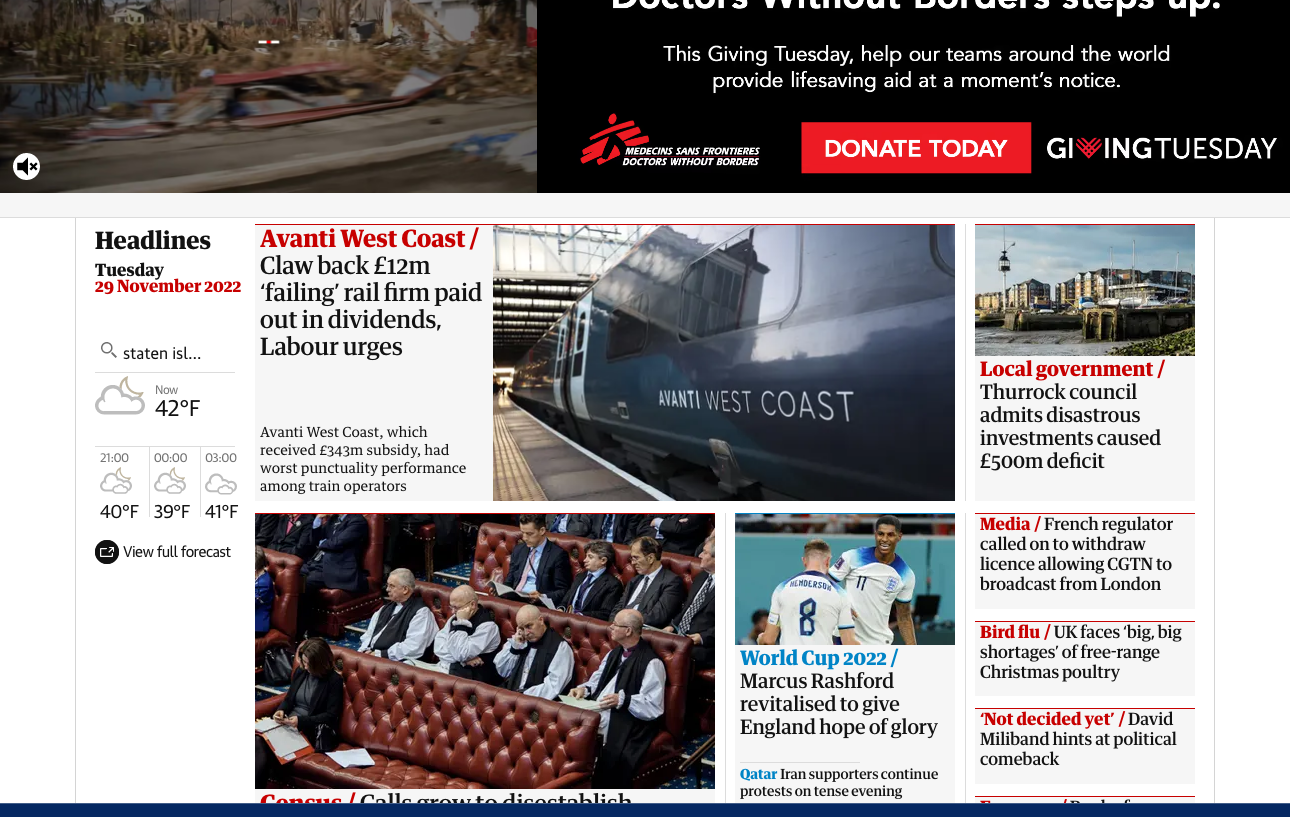 Doctors Without Borders steps up.
This Giving Tuesday, help our teams around the world
provide lifesaving aid at a moment's notice.
MEDECINS SANS FRONTIERES
DOCTORS WITHOUT BORDERS
DONATE TODAY
GIVINGTUESDAY
Headlines
Tuesday
29 November 2022
staten isl...
Now
42°F
21:00
40°F
00:00
39°F
03:00
41°F
View full forecast
Avanti West Coast /
Claw back £12m
‘failing’ rail firm paid
out in dividends,
Labour urges
Avanti West Coast, which
received £343m subsidy, had
worst punctuality performance
among train operators
AVANTI WEST COAST
Local government /
Thurrock council
admits disastrous
investments caused
£500m deficit
HENDERSON
8
11
World Cup 2022 /
Marcus Rashford
revitalised to give
England hope of glory
Qatar Iran supporters continue
protests on tense evening
Media / French regulator
called on to withdraw
licence allowing CGTN to
broadcast from London
Bird flu / UK faces ‘big, big
shortages’ of free-range
Christmas poultry
‘Not decided yet’ / David
Miliband hints at political
comeback
Census / Calls grow to disestablish